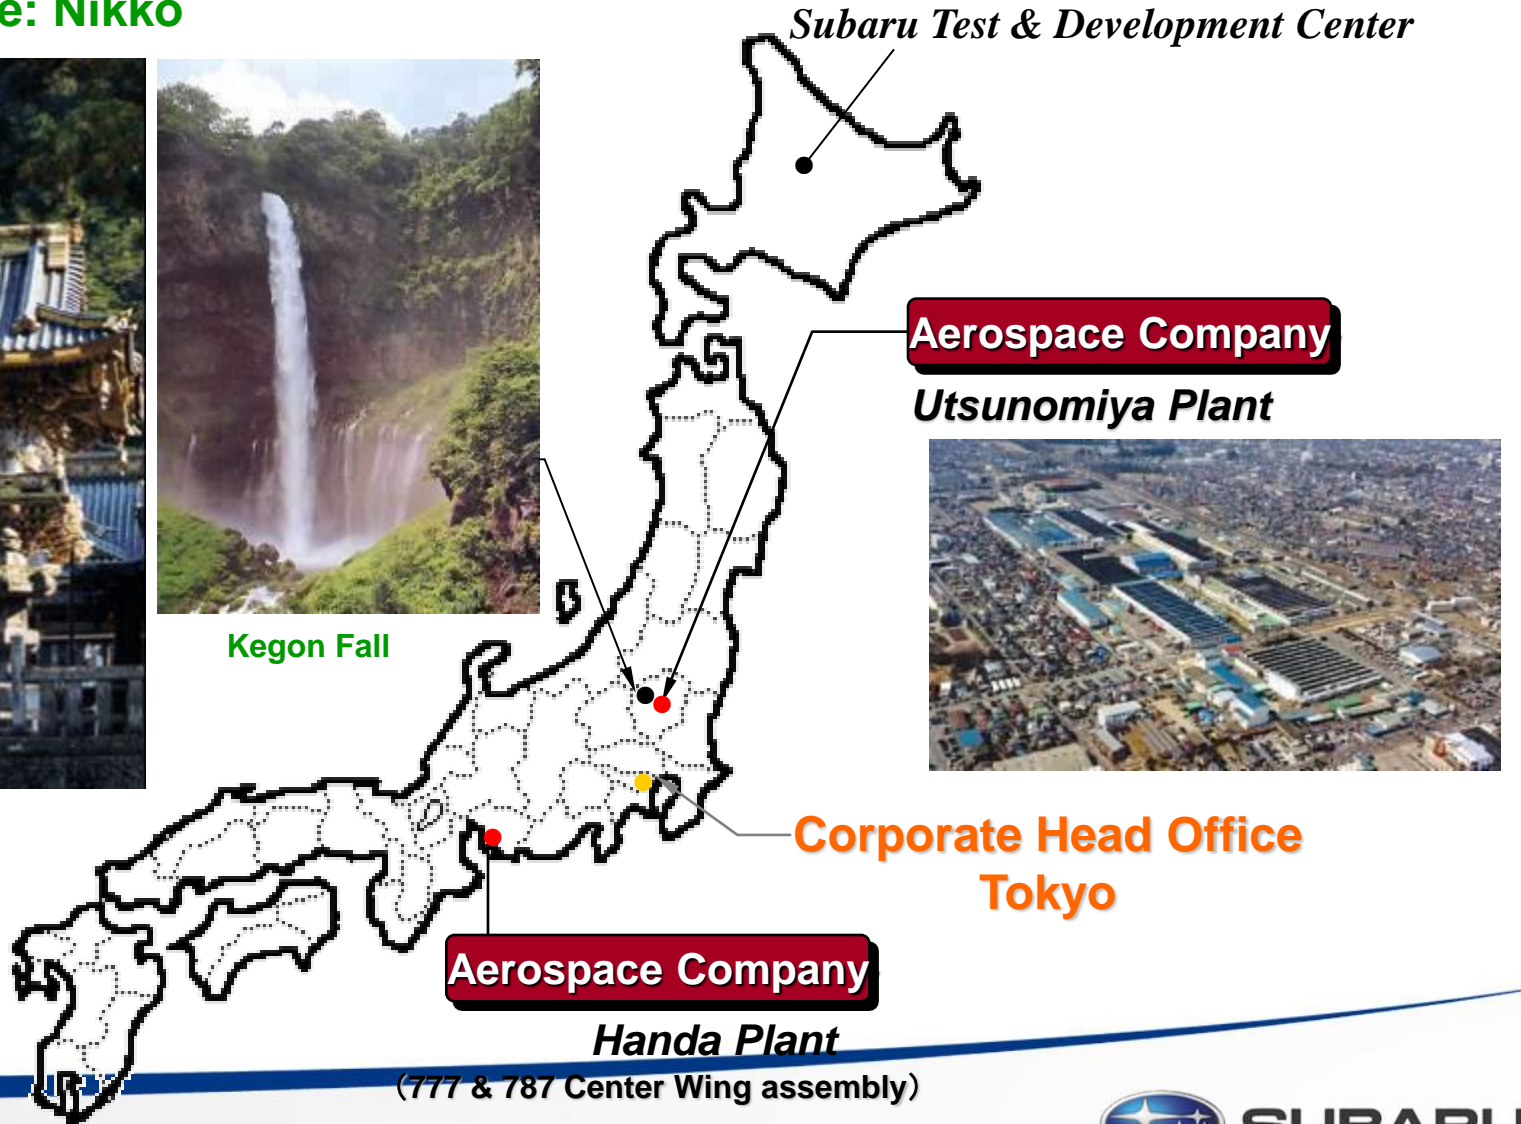 e: Nikko
Subaru Test & Development Center
Aerospace Company
Utsunomiya Plant
Kegon Fall
Corporate Head Office
Tokyo
Aerospace Company
Handa Plant
（777 & 787 Center Wing assembly）
SUBARU